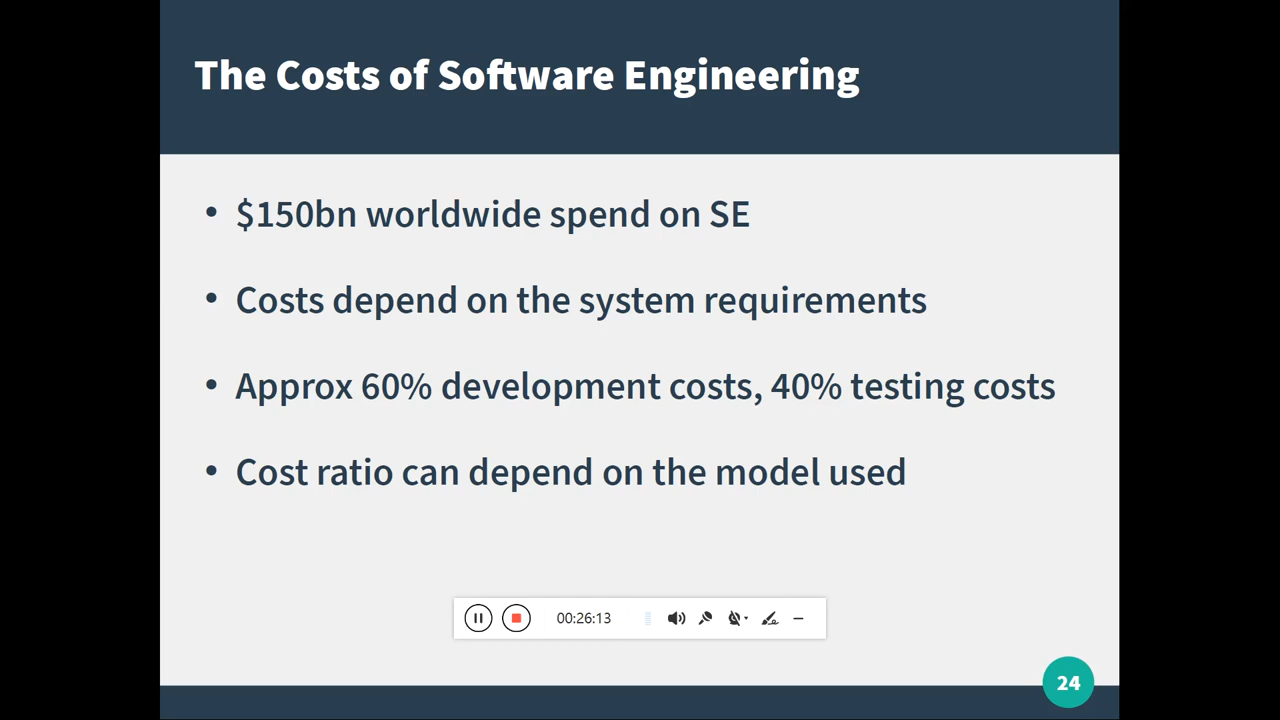 The Costs of Software Engineering
• $150bn worldwide spend on SE
• Costs depend on the system requirements
• Approx 60% development costs, 40% testing costs
• Cost ratio can depend on the model used
00:26:13
24